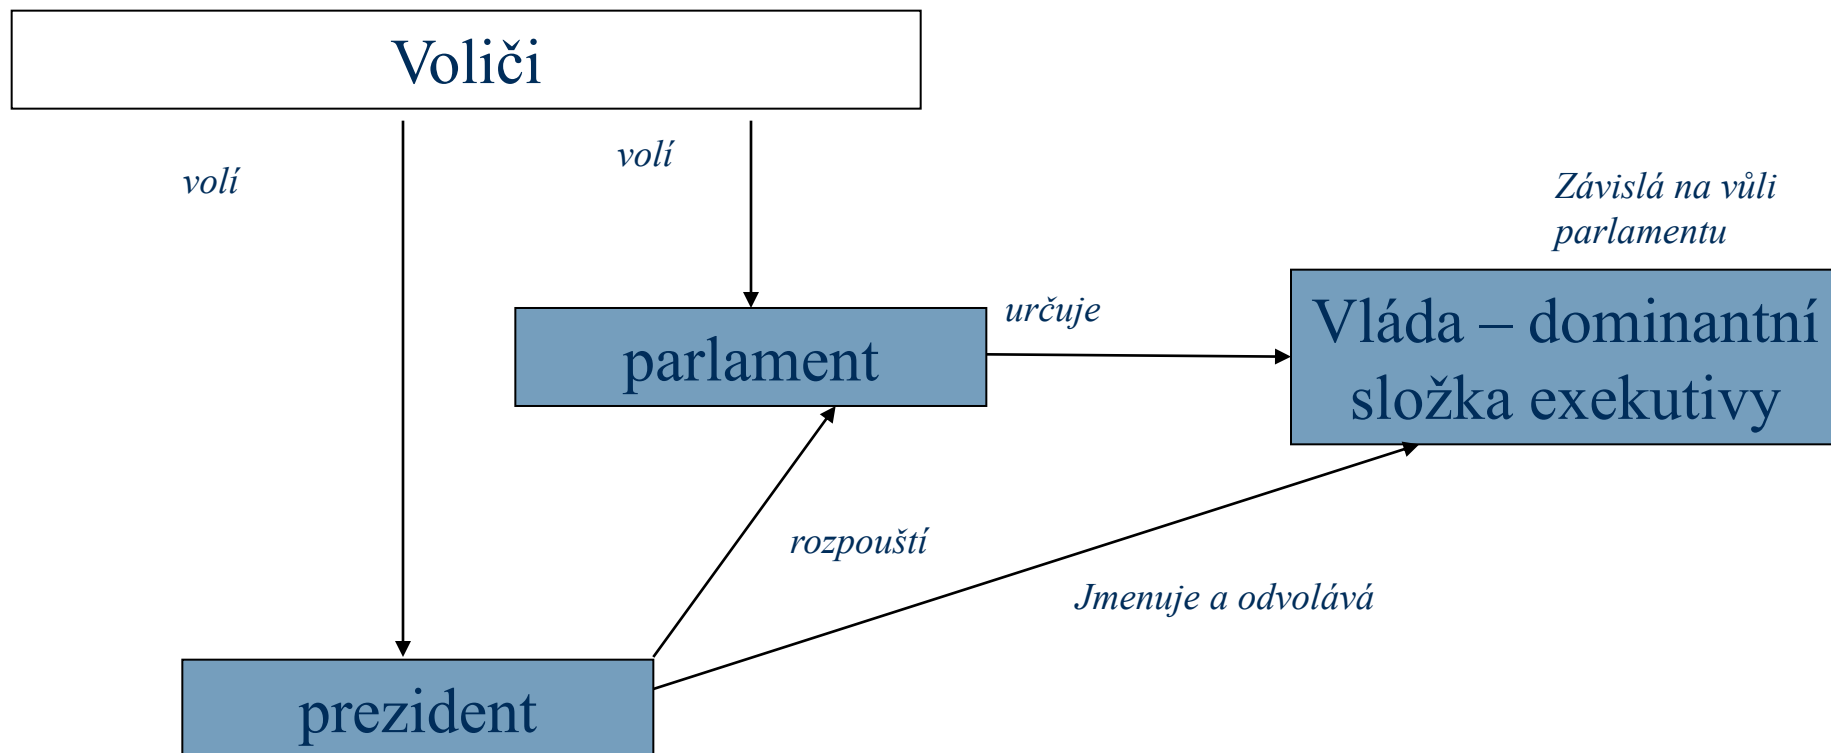 Voliči
volí
volí
Závislá na vůli
parlamentu
určuje
Vláda – dominantní
složka exekutivy
parlament
rozpouští
Jmenuje a odvolává
prezident